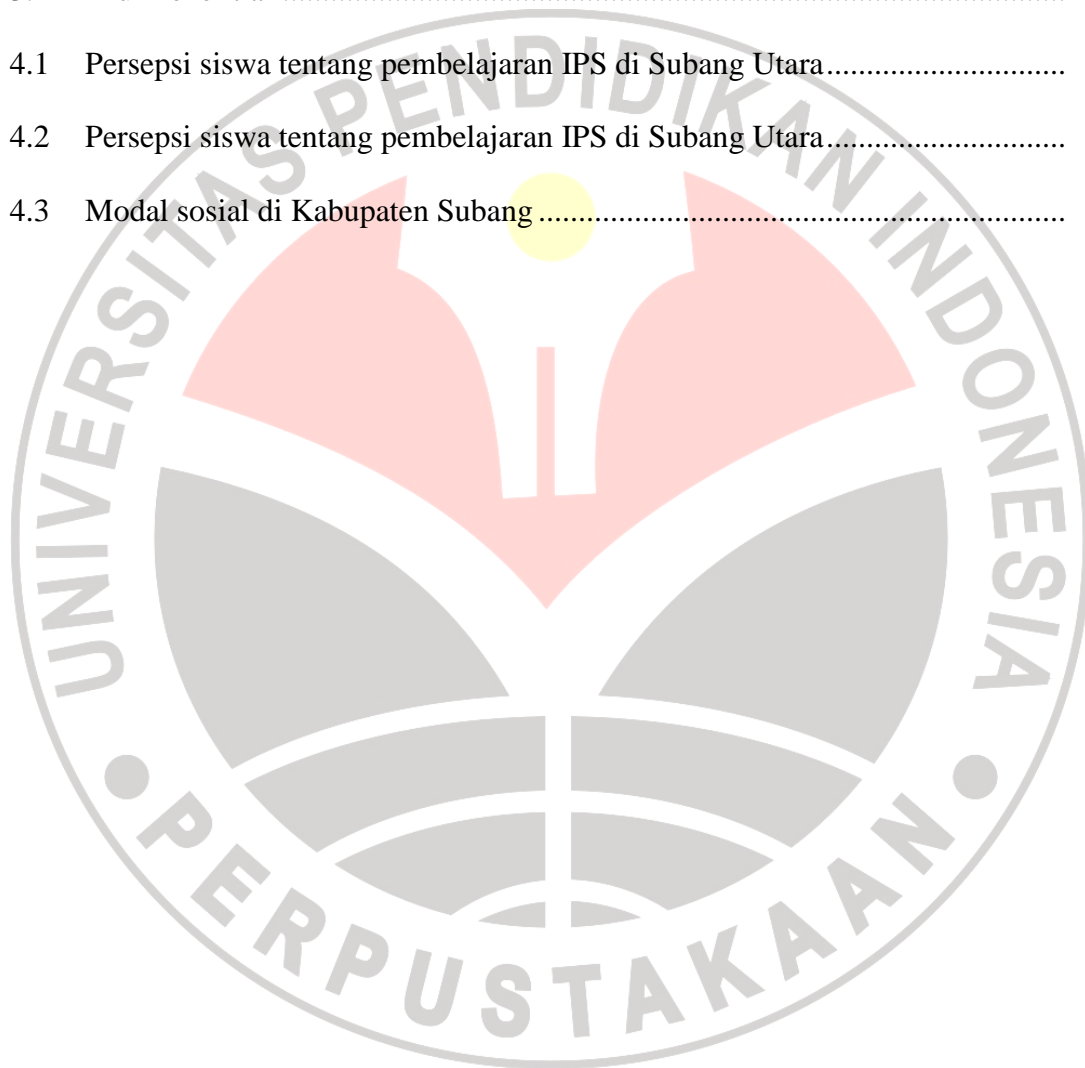 4.1 Persepsi siswa tentang pembelajaran IPS di Subang Utara.............................
4.2 Persepsi siswa tentang pembelajaran IPS di Subang Utara.............................
4.3 Modal sosial di Kabupaten Subang ..................................................................
UNIVERSITAS PENDIDIKAN INDONESIA
PERPUSTAKAAN